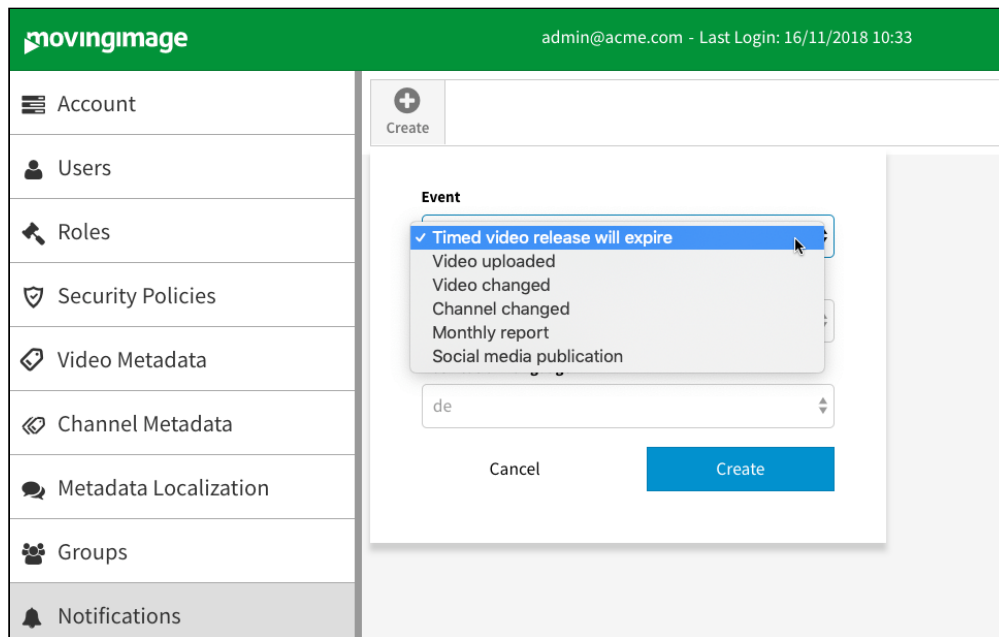 movingimage
admin@acme.com - Last Login: 16/11/2018 10:33
Account
Users
Roles
Security Policies
Video Metadata
Channel Metadata
Metadata Localization
Groups
Notifications
Create
Event
Timed video release will expire
Video uploaded
Video changed
Channel changed
Monthly report
Social media publication
de
Cancel
Create